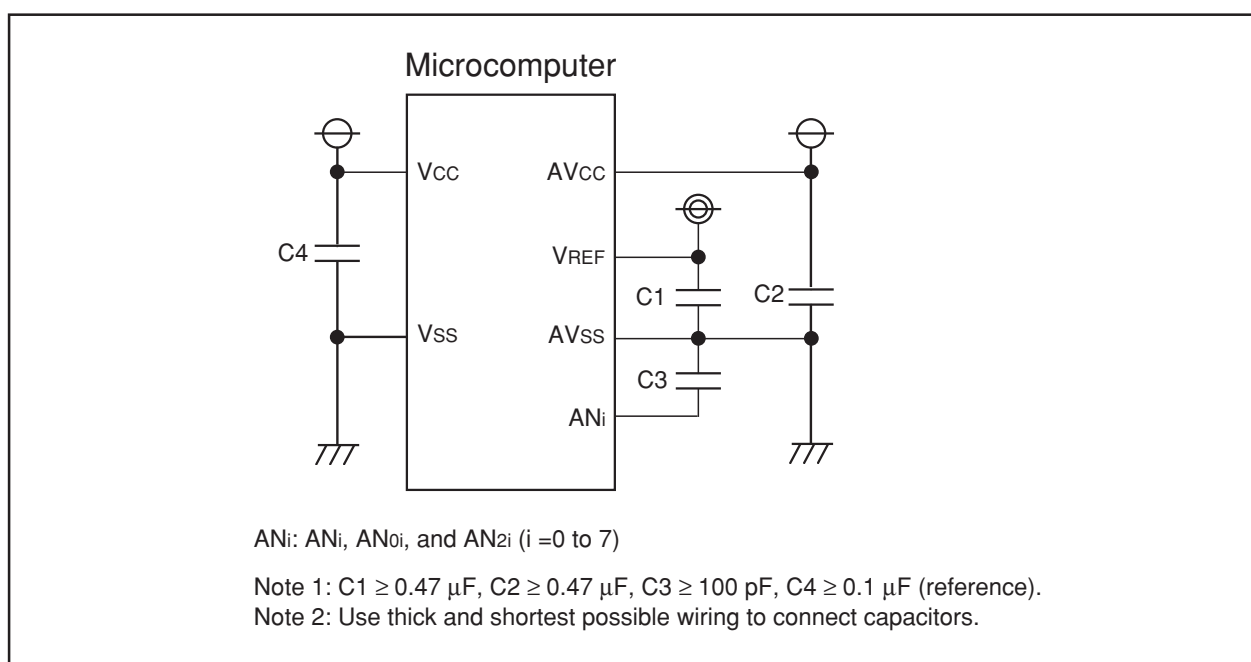 Microcomputer
VCC
AVCC
VREF
C4
C1
C2
VSS
AVSS
C3
ANi
ANi: ANi, AN0i, and AN2i (i =0 to 7)
Note 1: C1 ≥ 0.47 µF, C2 ≥ 0.47 µF, C3 ≥ 100 pF, C4 ≥ 0.1 µF (reference).
Note 2: Use thick and shortest possible wiring to connect capacitors.